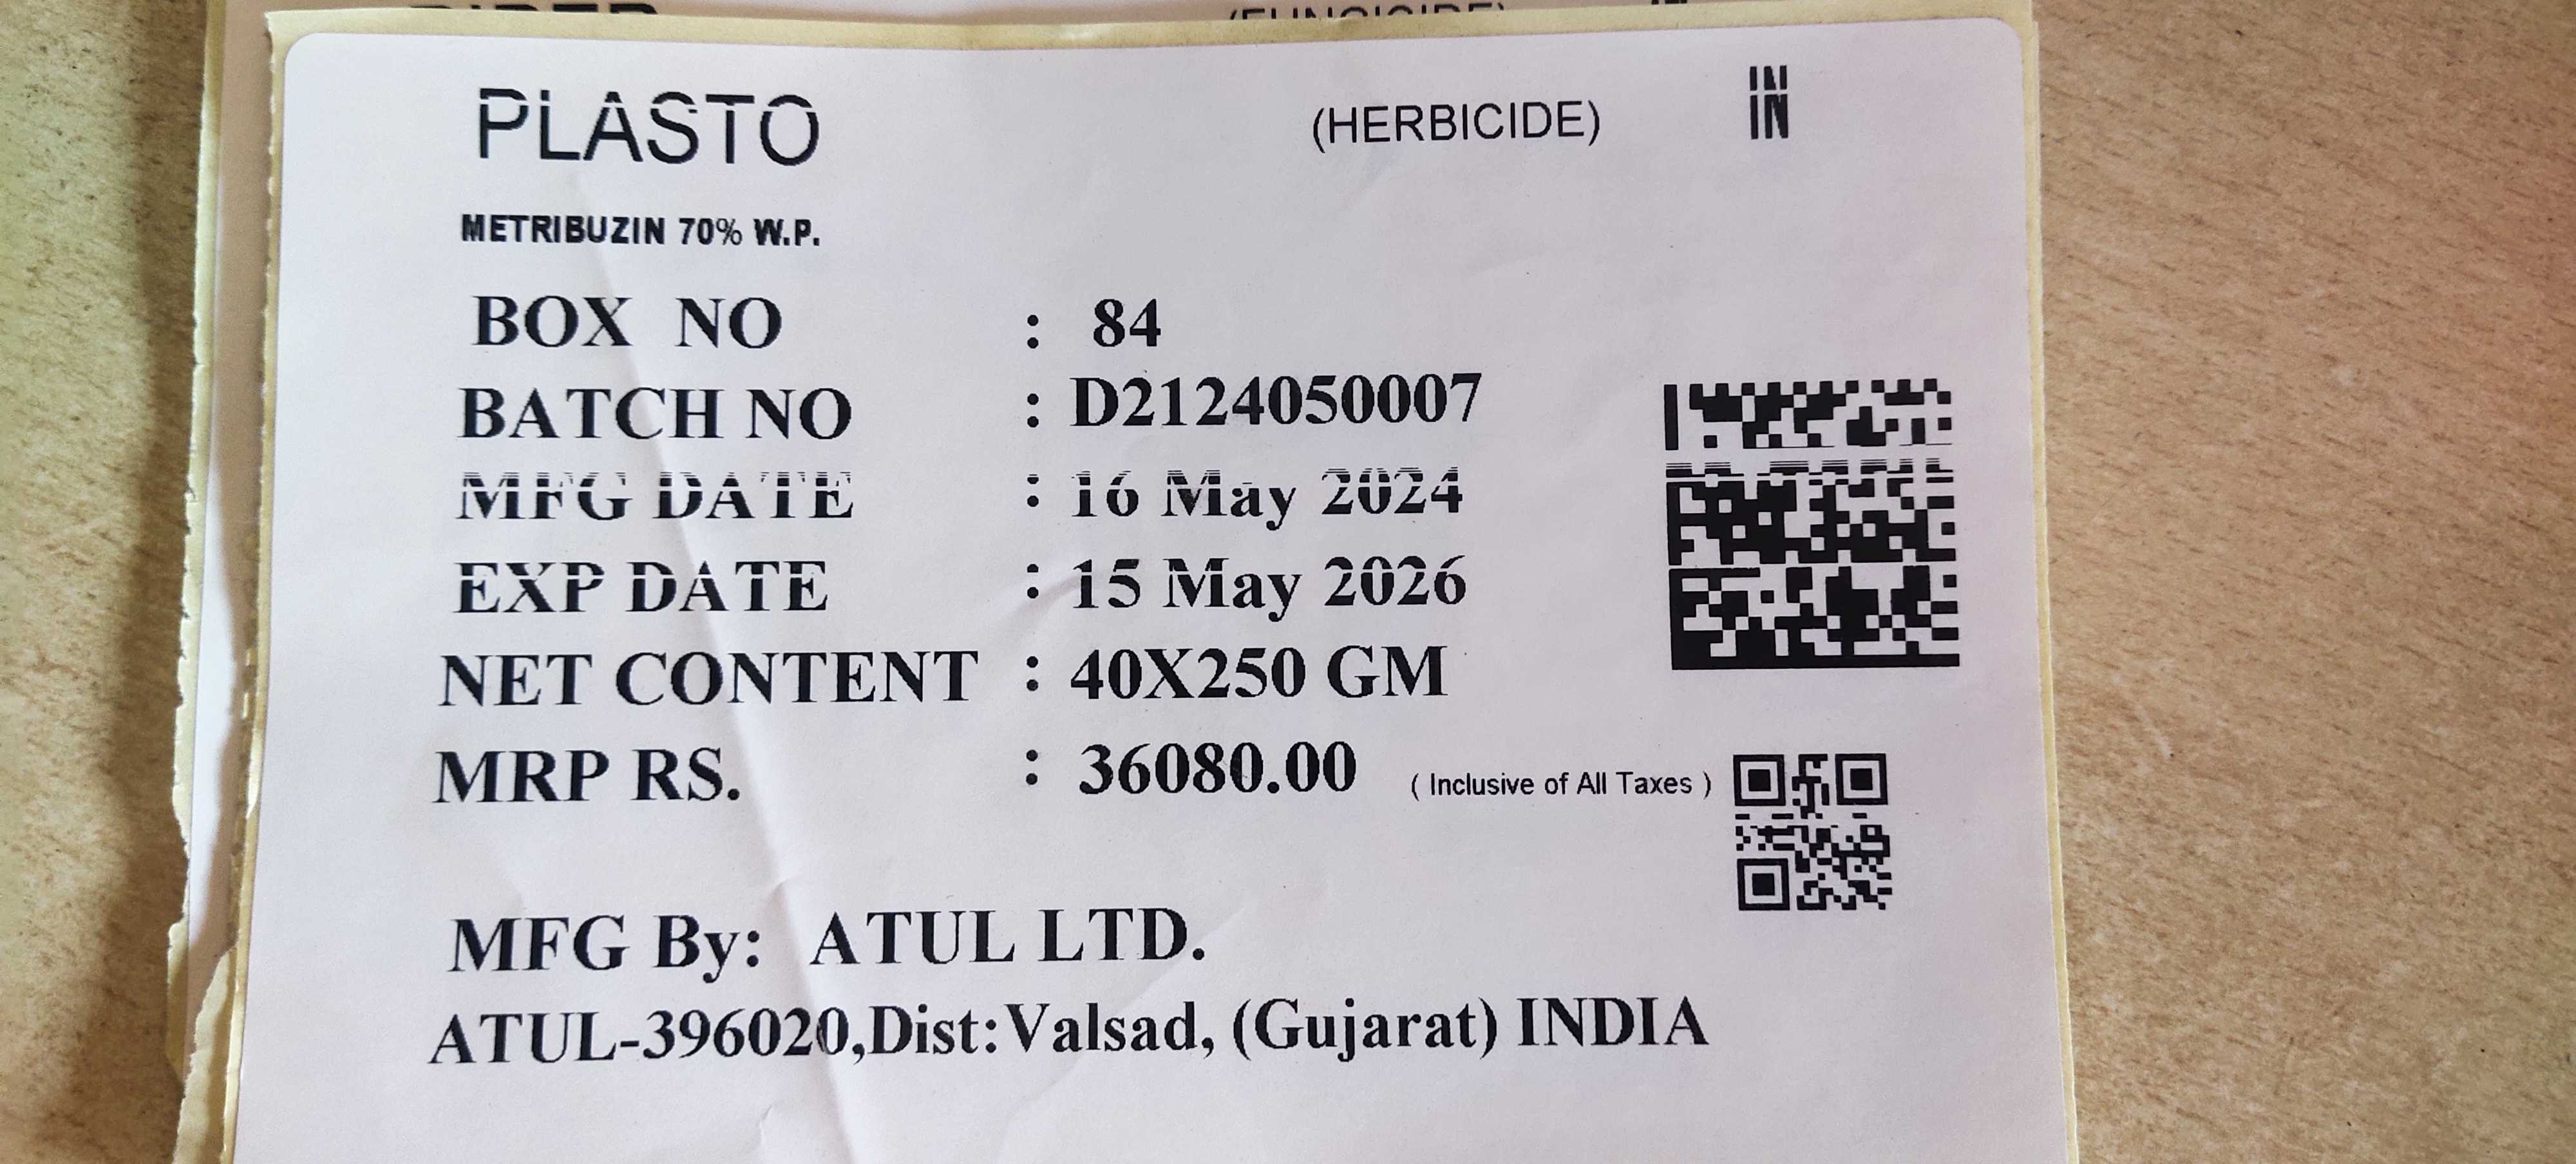 (FUNGICIDE)
PLASTO (HERBICIDE) IN
METRIBUZIN 70% W.P.
BOX NO : 84
BATCH NO : D2124050007
MFG DATE : 16 May 2024
EXP DATE : 15 May 2026
NET CONTENT : 40X250 GM
MRP RS. : 36080.00 ( Inclusive of All Taxes )
MFG By: ATUL LTD.
ATUL-396020,Dist:Valsad, (Gujarat) INDIA